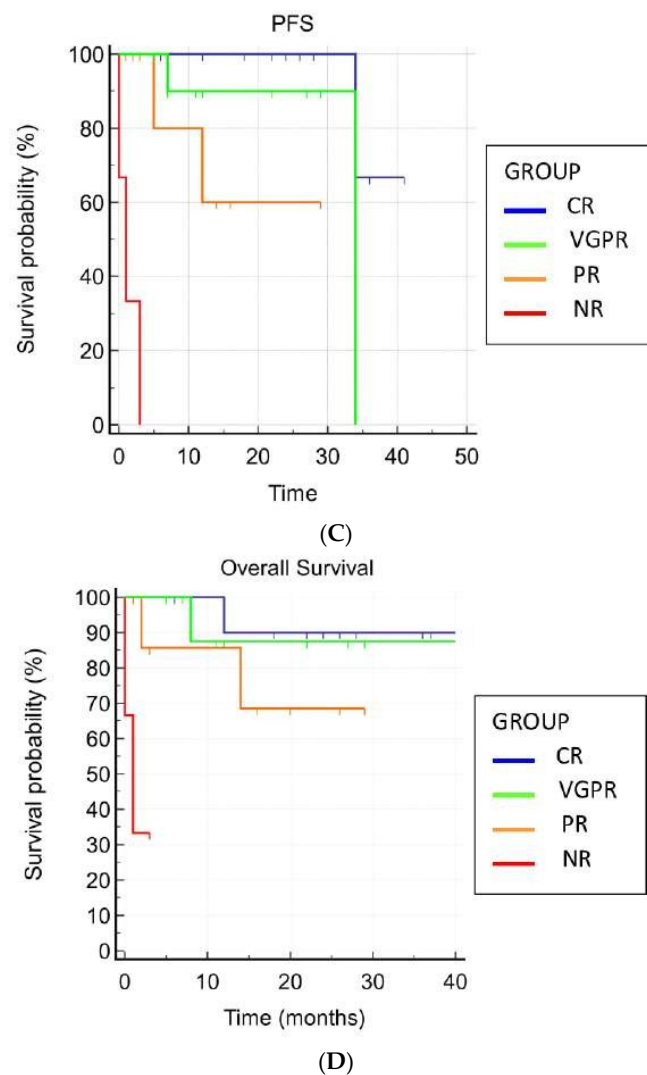 PFS
Survival probability (%)
100
80
60
40
20
0
0 10 20 30 40 50
Time
GROUP
CR
VGPR
PR
NR
(C)
Overall Survival
Survival probability (%)
100
90
80
70
60
50
40
30
20
10
0
0 10 20 30 40
Time (months)
GROUP
CR
VGPR
PR
NR
(D)